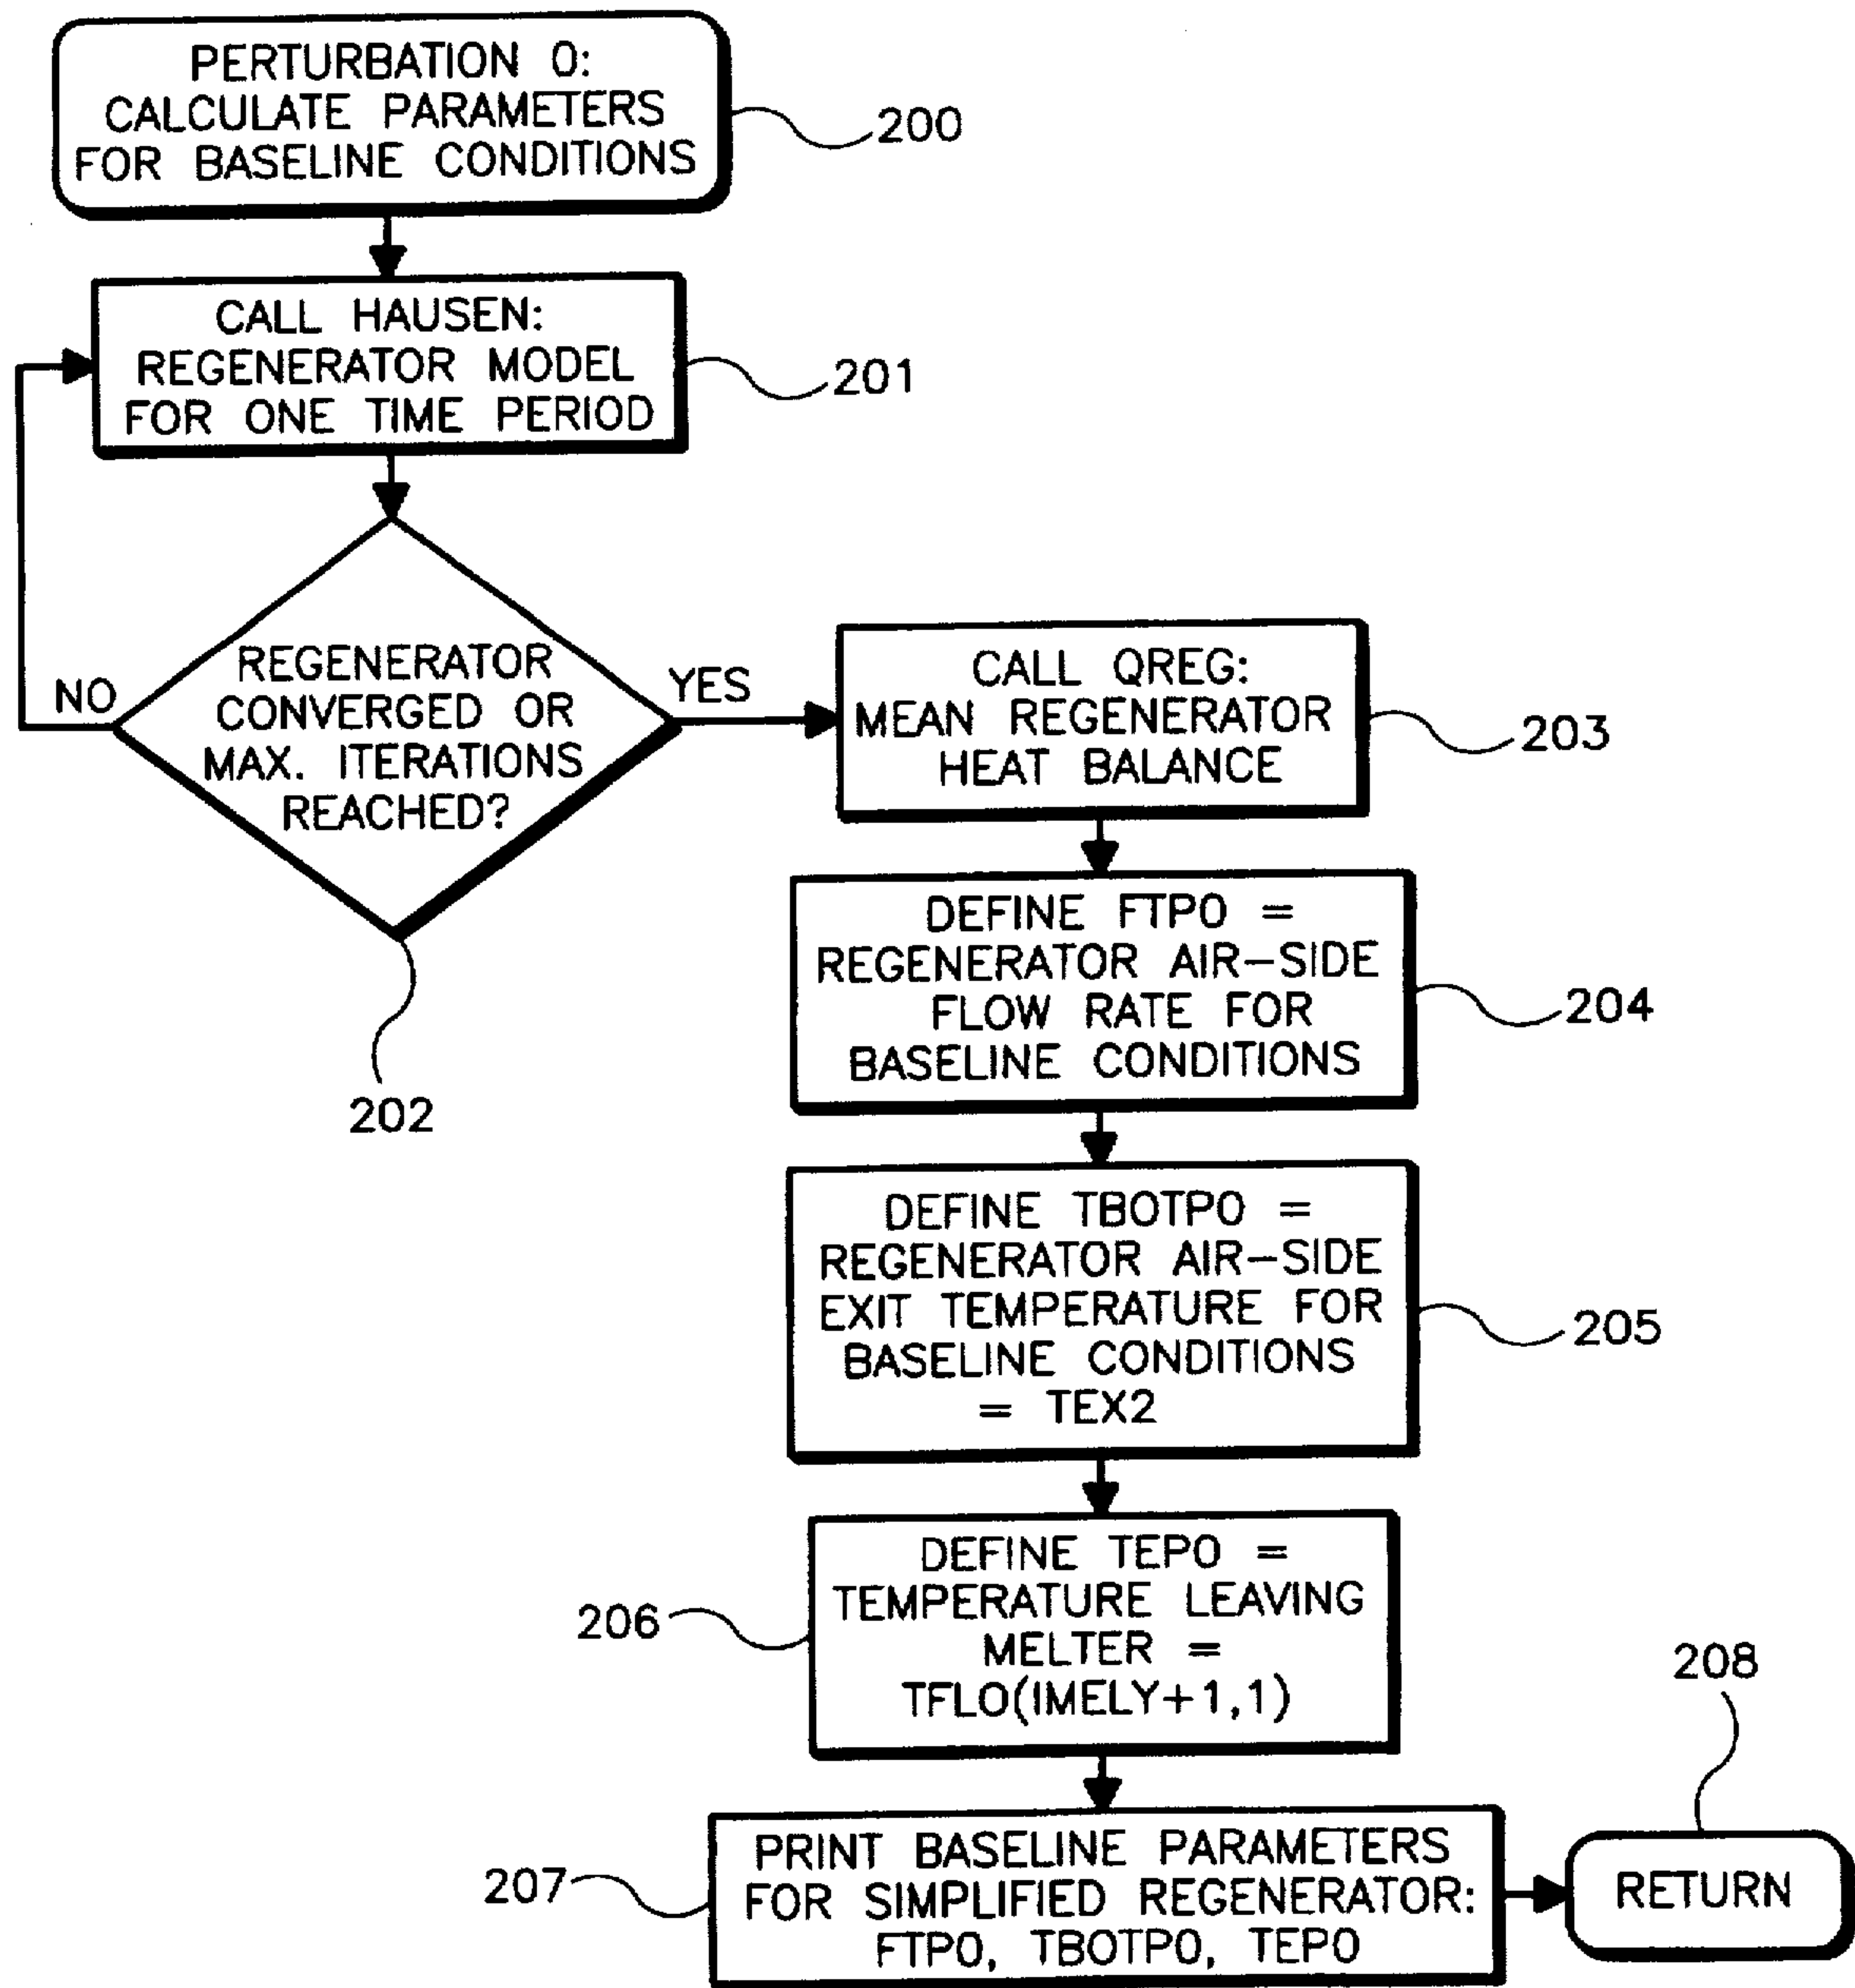 PERTURBATION 0:
CALCULATE PARAMETERS
FOR BASELINE CONDITIONS
200
CALL HAUSEN:
REGENERATOR MODEL
FOR ONE TIME PERIOD
201
REGENERATOR
CONVERGED OR
MAX. ITERATIONS
REACHED?
NO
YES
202
CALL QREG:
MEAN REGENERATOR
HEAT BALANCE
203
DEFINE FTP0 =
REGENERATOR AIR-SIDE
FLOW RATE FOR
BASELINE CONDITIONS
204
DEFINE TBOTP0 =
REGENERATOR AIR-SIDE
EXIT TEMPERATURE FOR
BASELINE CONDITIONS
= TEX2
205
DEFINE TEP0 =
TEMPERATURE LEAVING
MELTER =
TFLO(IMELY+1,1)
206
PRINT BASELINE PARAMETERS
FOR SIMPLIFIED REGENERATOR:
FTP0, TBOTP0, TEP0
207
RETURN
208